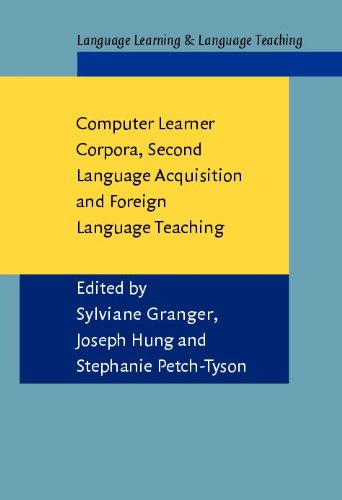 Language Learning & Language Teaching
Computer Learner
Corpora, Second
Language Acquisition
and Foreign
Language Teaching
Edited by
Sylviane Granger,
Joseph Hung and
Stephanie Petch-Tyson